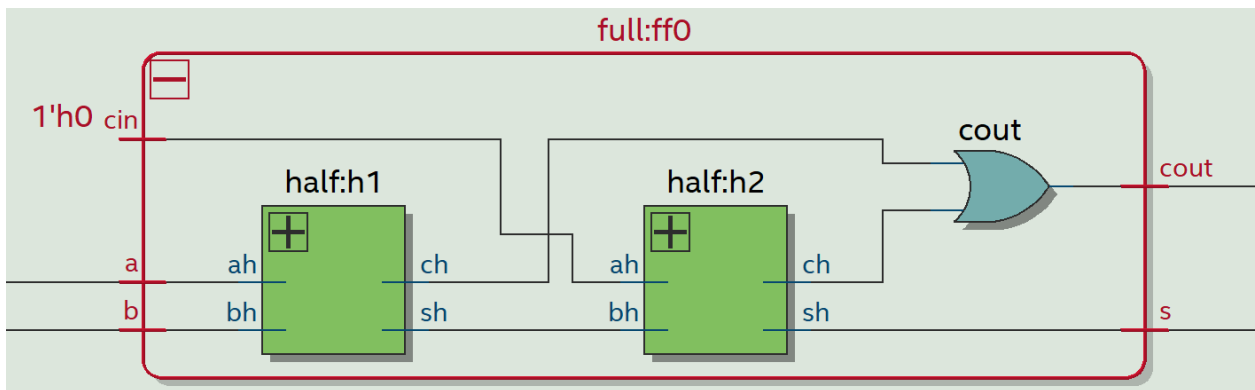 full:ff0
1'h0 cin
cout
half:h1
half:h2
cout
a
ah
ch
ah
ch
b
bh
sh
bh
sh
s